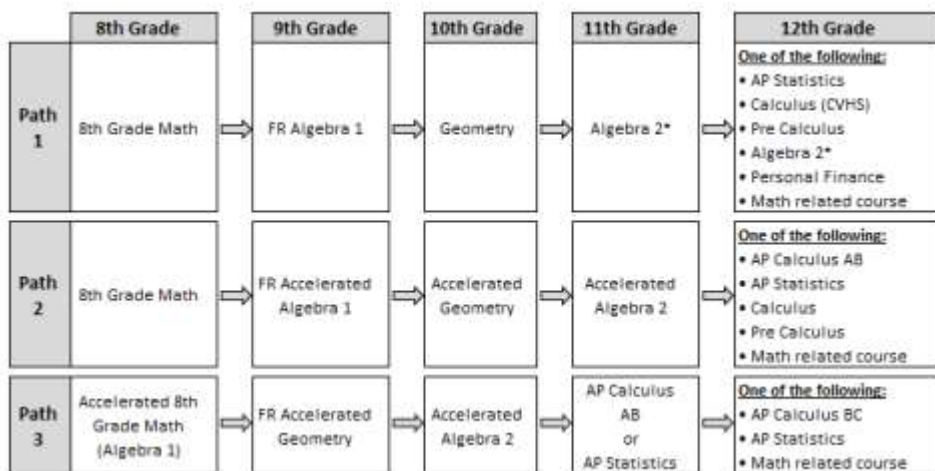 8th Grade 9th Grade 10th Grade 11th Grade 12th Grade
Path
1
8th Grade Math
FR Algebra 1
Geometry
Algebra 2*
One of the following:
• AP Statistics
• Calculus (CVHS)
• Pre Calculus
• Algebra 2*
• Personal Finance
• Math related course
Path
2
8th Grade Math
FR Accelerated
Algebra 1
Accelerated
Geometry
Accelerated
Algebra 2
One of the following:
• AP Calculus AB
• AP Statistics
• Calculus
• Pre Calculus
• Math related course
Path
3
Accelerated 8th
Grade Math
(Algebra 1)
FR Accelerated
Geometry
Accelerated
Algebra 2
AP Calculus
AB
or
AP Statistics
One of the following:
• AP Calculus BC
• AP Statistics
• Math related course